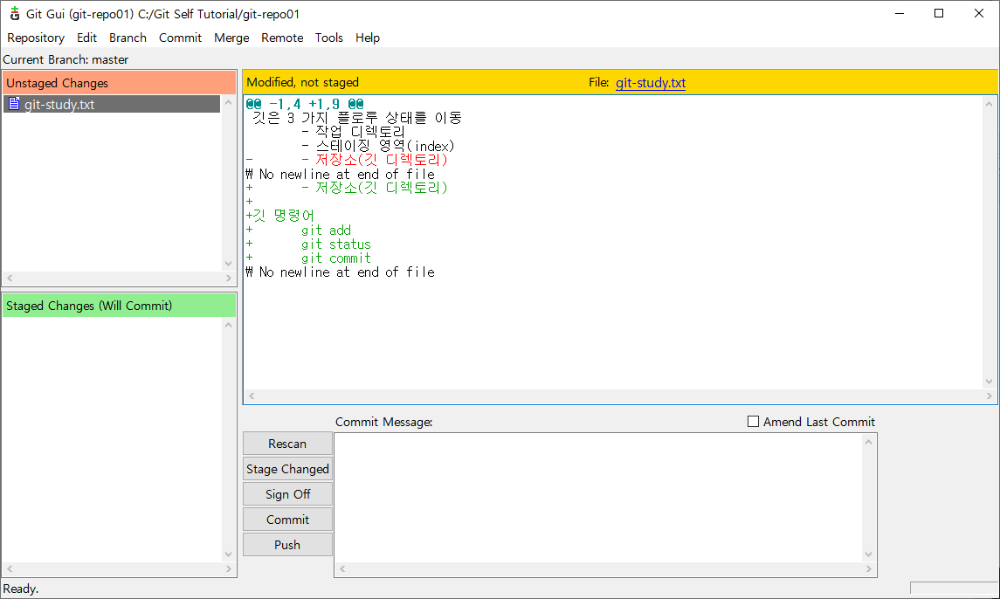 Git Gui (git-repo01) C:/Git Self Tutorial/git-repo01
Repository Edit Branch Commit Merge Remote Tools Help
Current Branch: master
Unstaged Changes
git-study.txt
Modified, not staged File: git-study.txt
@@ -1,4 +1,9 @@
깃은 3 가지 플로우 상태를 이동
- 작업 디렉토리
- 스테이징 영역(index)
- - 저장소(깃 디렉토리)
₩ No newline at end of file
+ - 저장소(깃 디렉토리)
+
+깃 명령어
+ git add
+ git status
+ git commit
₩ No newline at end of file
Staged Changes (Will Commit)
Commit Message:
Amend Last Commit
Rescan
Stage Changed
Sign Off
Commit
Push
Ready.